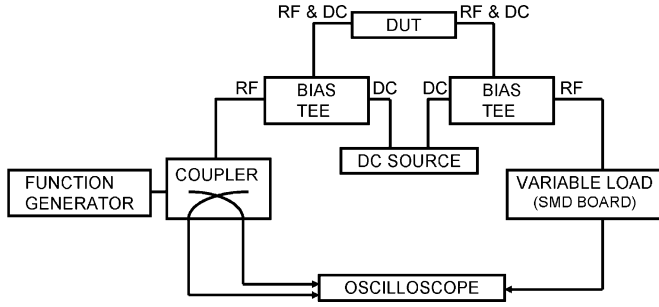 RF & DC
DUT
RF & DC
RF
BIAS
TEE
DC
DC
BIAS
TEE
RF
DC SOURCE
FUNCTION
GENERATOR
COUPLER
VARIABLE LOAD
(SMD BOARD)
OSCILLOSCOPE